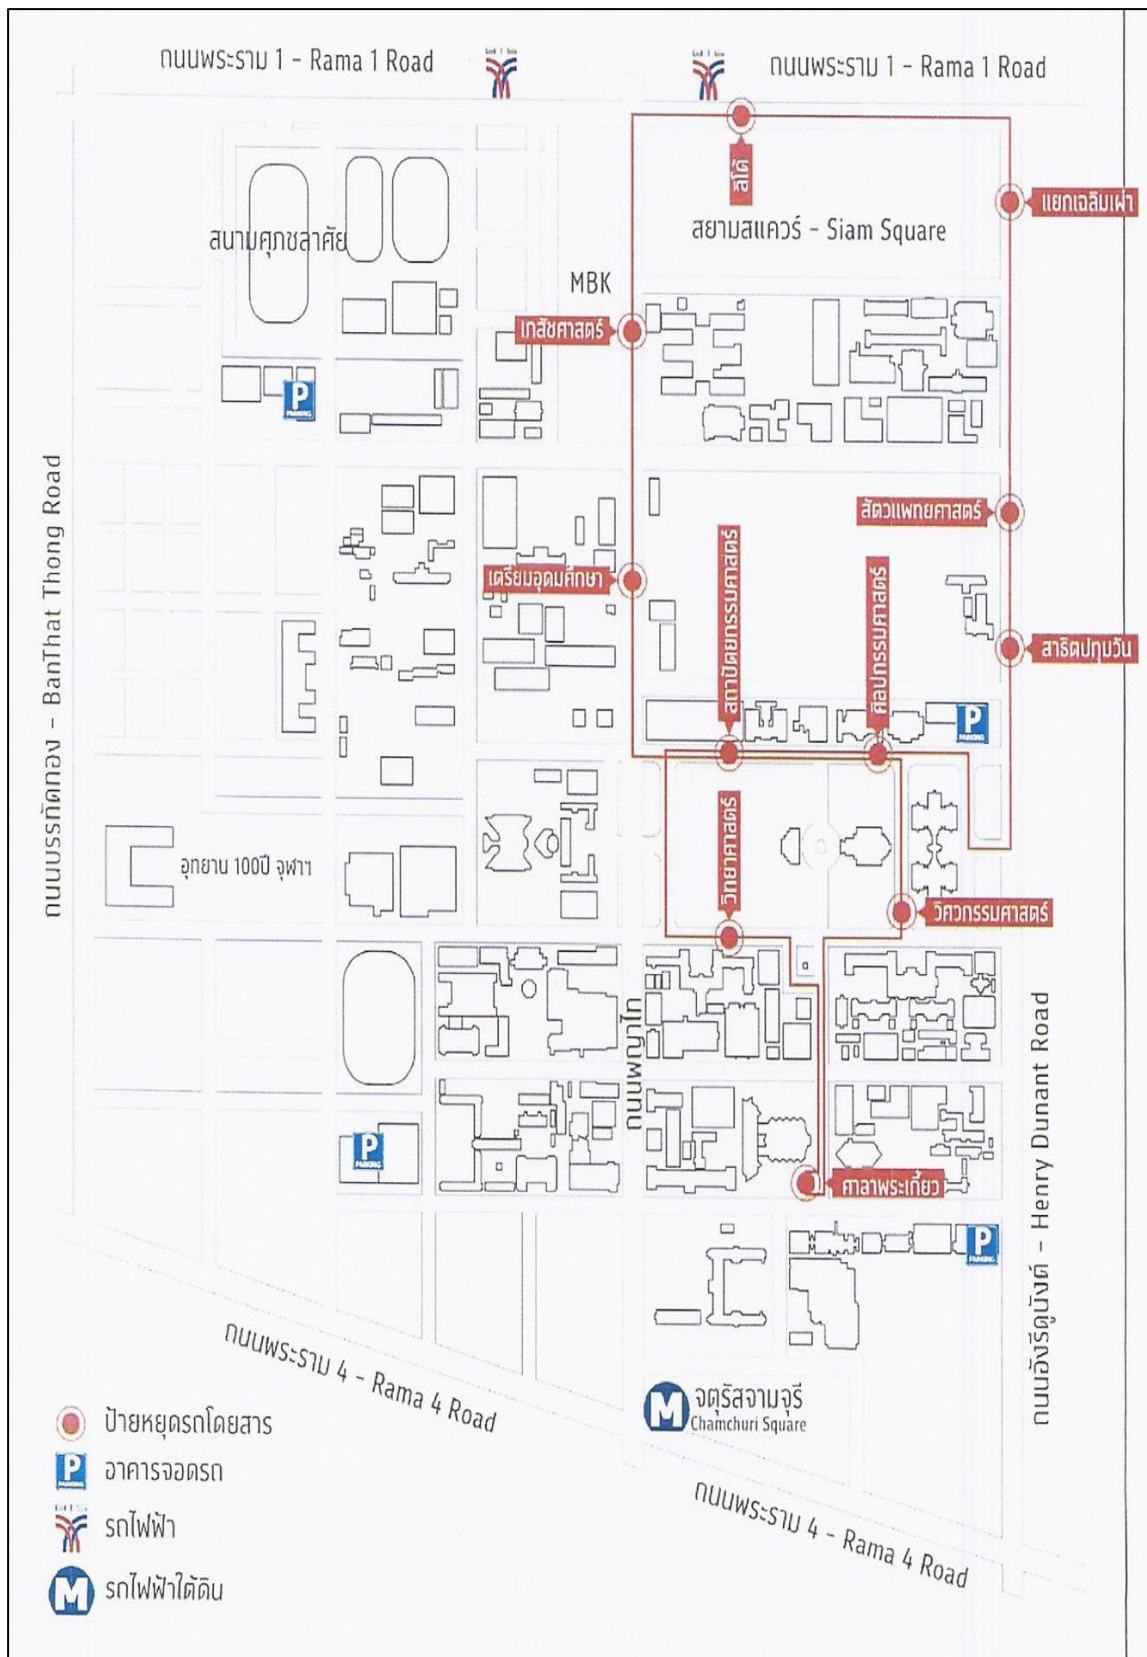 ถนนพระราม 1 - Rama 1 Road
ถนนพระราม 1 - Rama 1 Road
ลิโด้
แยกเฉลิมเผ่า
สนามศุภชลาศัย
สยามสแควร์ - Siam Square
MBK
เภสัชศาสตร์
P
PARKING
ถนนบรรทัดทอง - BanThat Thong Road
สัตวแพทยศาสตร์
เตรียมอุดมศึกษา
สถาปัตยกรรมศาสตร์
ศิลปกรรมศาสตร์
สาธิตปทุมวัน
P
PARKING
วิทยาศาสตร์
อุทยาน 100ปี จุฬาฯ
วิศวกรรมศาสตร์
ถนนพญาไท
ถนนอังรีดูนังต์ - Henry Dunant Road
P
PARKING
ศาลาพระเกี้ยว
P
PARKING
ถนนพระราม 4 - Rama 4 Road
M
จตุรัสจามจุรี
Chamchuri Square
ถนนพระราม 4 - Rama 4 Road
ป้ายหยุดรถโดยสาร
P
PARKING
อาคารจอดรถ
BTS
รถไฟฟ้า
M
รถไฟฟ้าใต้ดิน